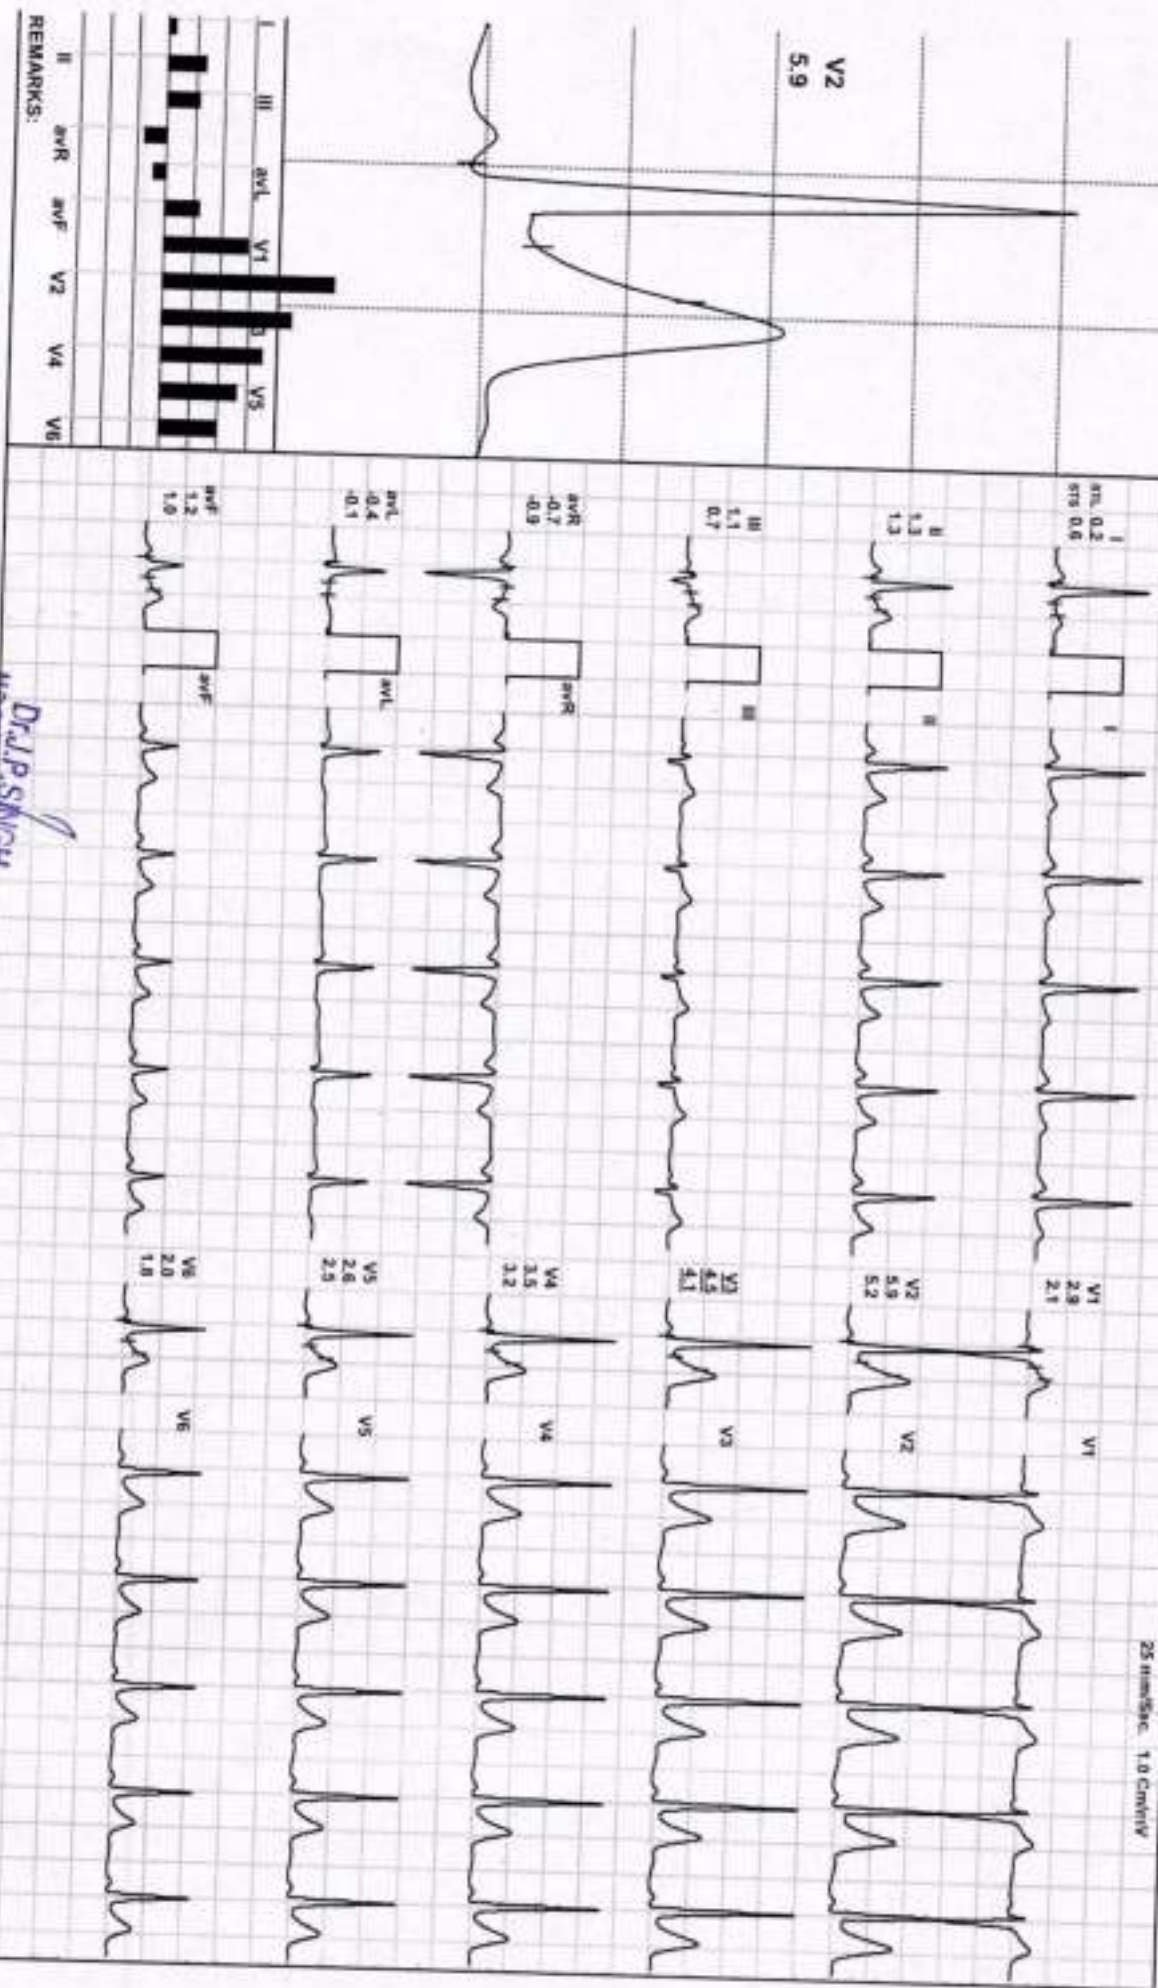 25 mm/Sec. 1.0 Cm/mV
V2
5.9
I
STL 0.2
STS 0.6
I
II
1.3
1.3
II
III
1.1
0.7
III
avR
-0.7
-0.9
avR
avL
-0.4
-0.1
avL
avF
1.2
1.0
avF
V1
2.9
2.1
V1
V2
5.9
5.2
V2
V3
4.5
4.1
V3
V4
3.5
3.2
V4
V5
2.6
2.5
V5
V6
2.0
1.8
V6
I III avL V1 V5
II avR avF V2 V4 V6
REMARKS:
Dr.J.P.SINGH